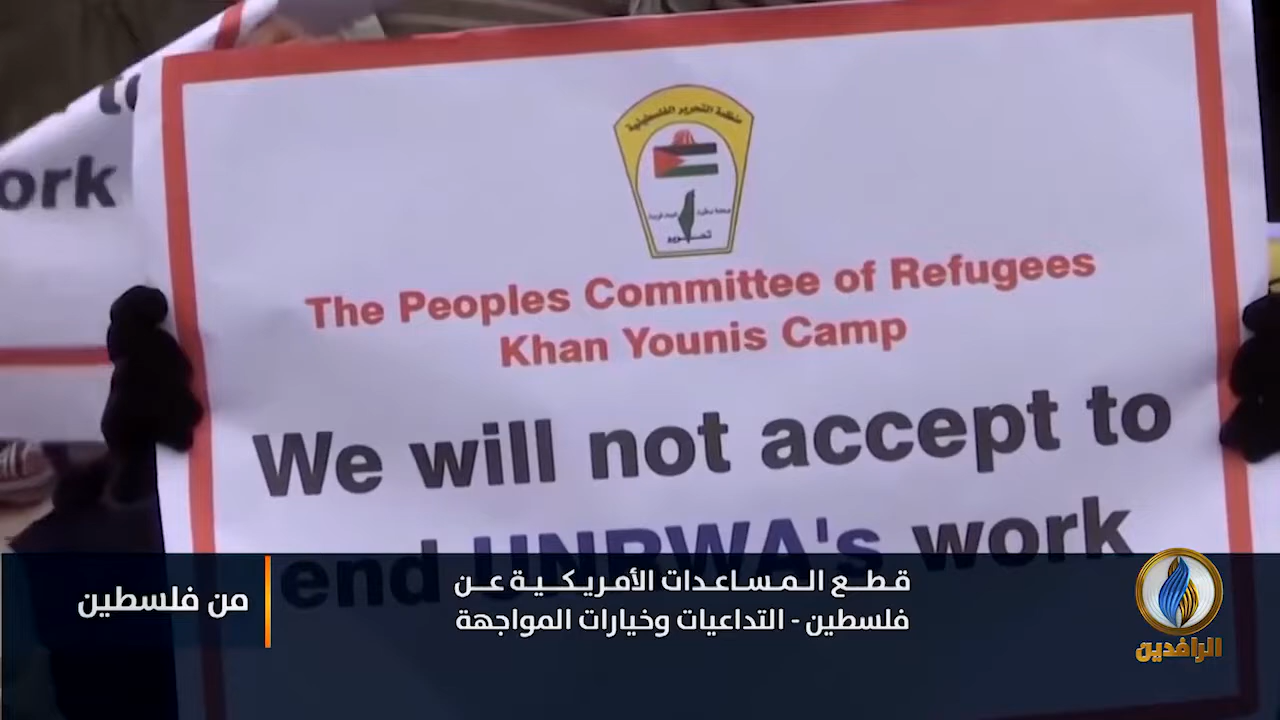 to
ork
منظمة التحرير الفلسطينية
The Peoples Committee of Refugees
Khan Younis Camp
We will not accept to
end UNRWA's work
قطع المساعدات الأمريكية عن
فلسطين - التداعيات وخيارات المواجهة
من فلسطين
الرافدين